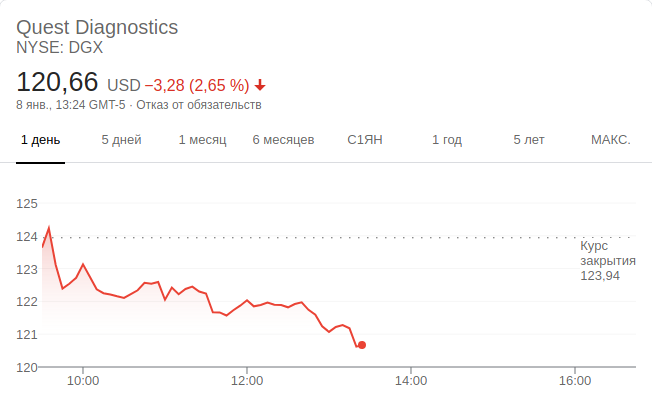 Quest Diagnostics
NYSE: DGX
120,66 USD −3,28 (2,65 %)
8 янв., 13:24 GMT-5 · Отказ от обязательств
1 день 5 дней 1 месяц 6 месяцев С1ЯН 1 год 5 лет МАКС.
125
124
Курс
закрытия
123,94
123
122
121
120
10:00 12:00 14:00 16:00